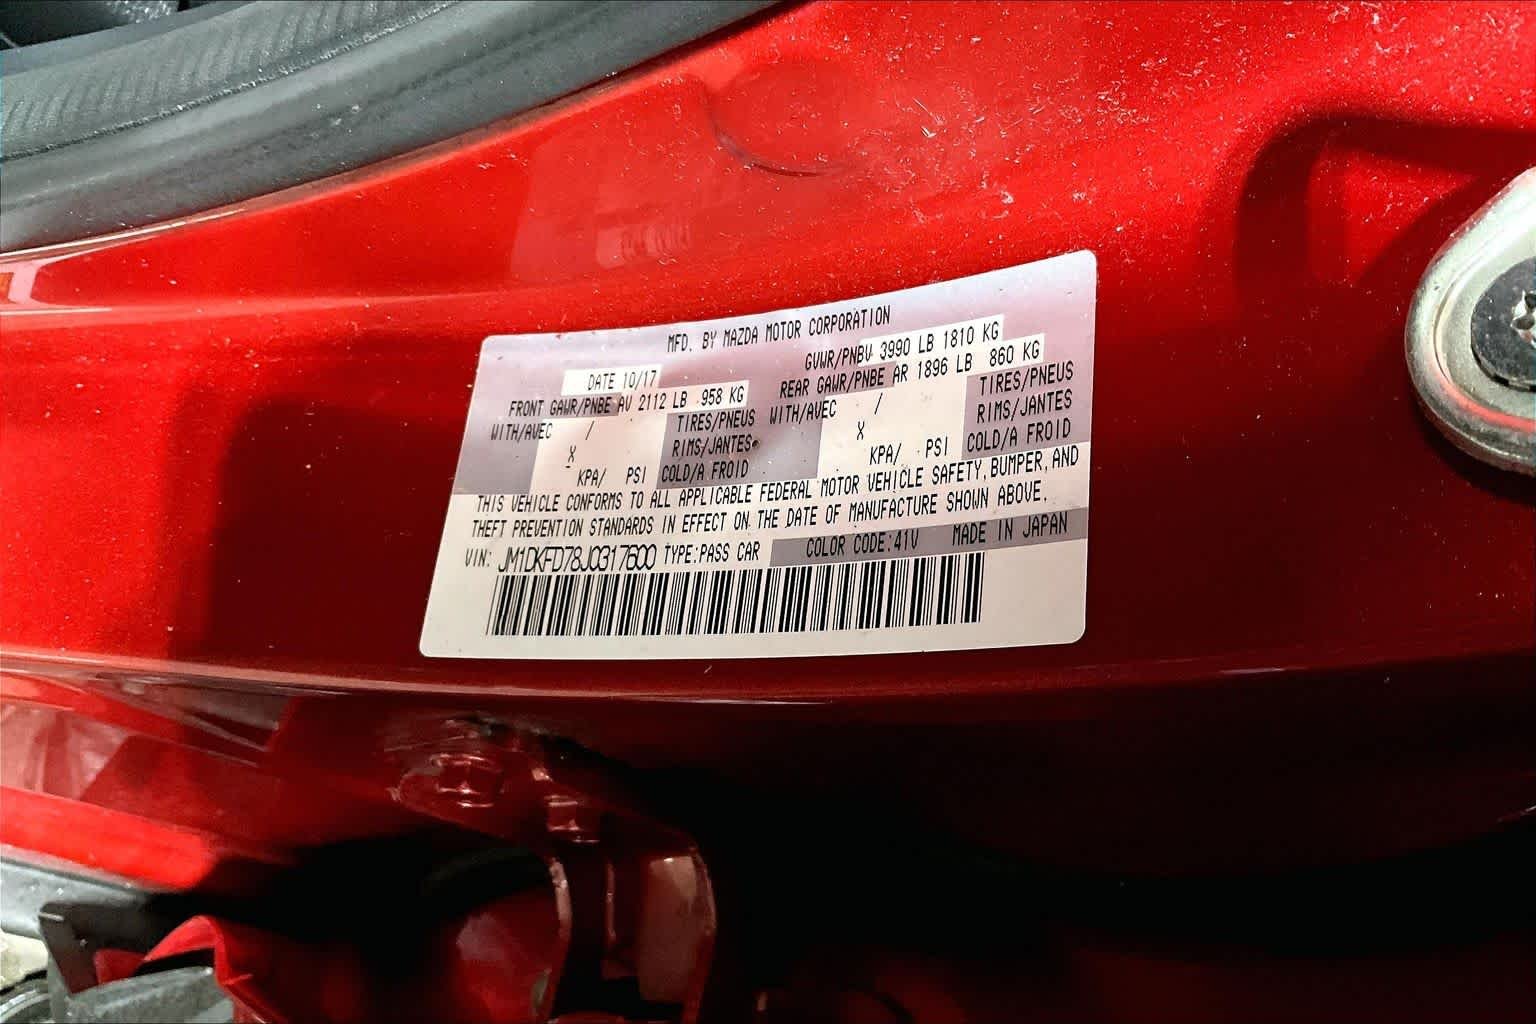 MFD. BY MAZDA MOTOR CORPORATION
DATE 10/17 GVWR/PNBV 3990 LB 1810 KG
FRONT GAWR/PNBE AV 2112 LB 958 KG REAR GAWR/PNBE AR 1896 LB 860 KG
WITH/AVEC / TIRES/PNEUS WITH/AVEC / TIRES/PNEUS
X RIMS/JANTES X RIMS/JANTES
KPA/ PSI COLD/A FROID KPA/ PSI COLD/A FROID
THIS VEHICLE CONFORMS TO ALL APPLICABLE FEDERAL MOTOR VEHICLE SAFETY, BUMPER, AND
THEFT PREVENTION STANDARDS IN EFFECT ON THE DATE OF MANUFACTURE SHOWN ABOVE.
VIN: JM1DKFD78J0317600 TYPE:PASS CAR COLOR CODE:41V MADE IN JAPAN